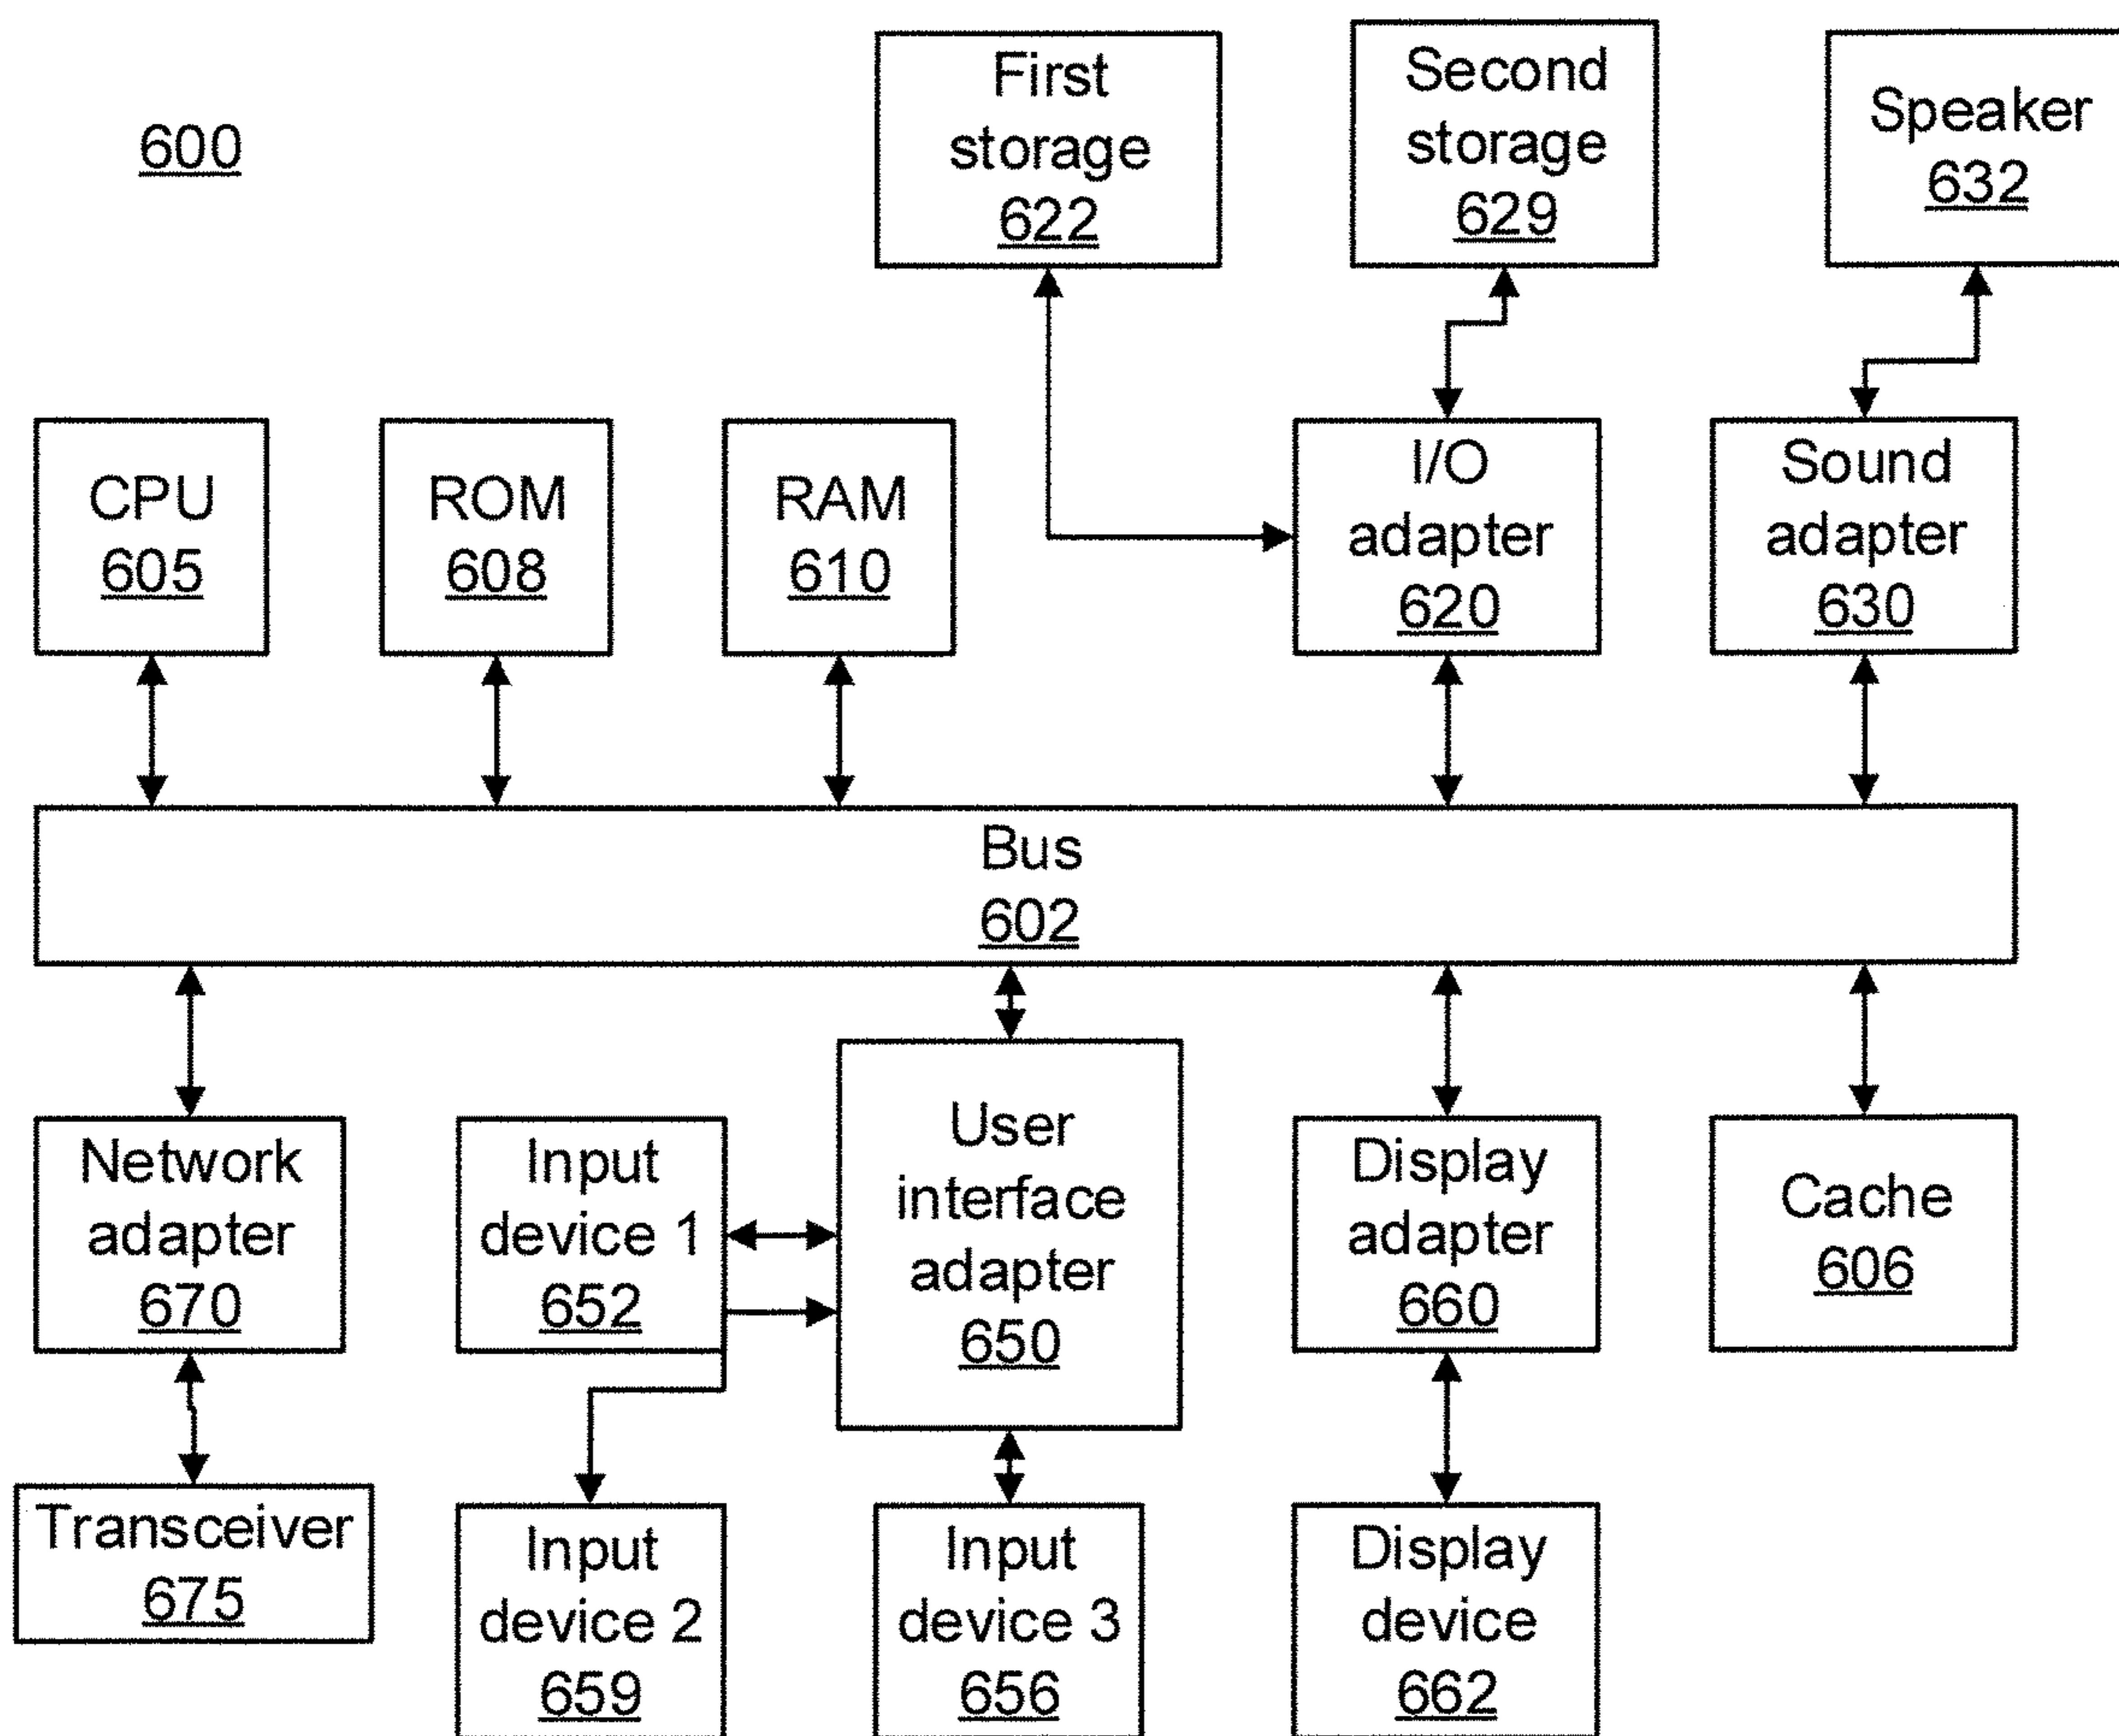 600
First
storage
622
Second
storage
629
Speaker
632
CPU
605
ROM
608
RAM
610
I/O
adapter
620
Sound
adapter
630
Bus
602
Network
adapter
670
Input
device 1
652
User
interface
adapter
650
Display
adapter
660
Cache
606
Transceiver
675
Input
device 2
659
Input
device 3
656
Display
device
662